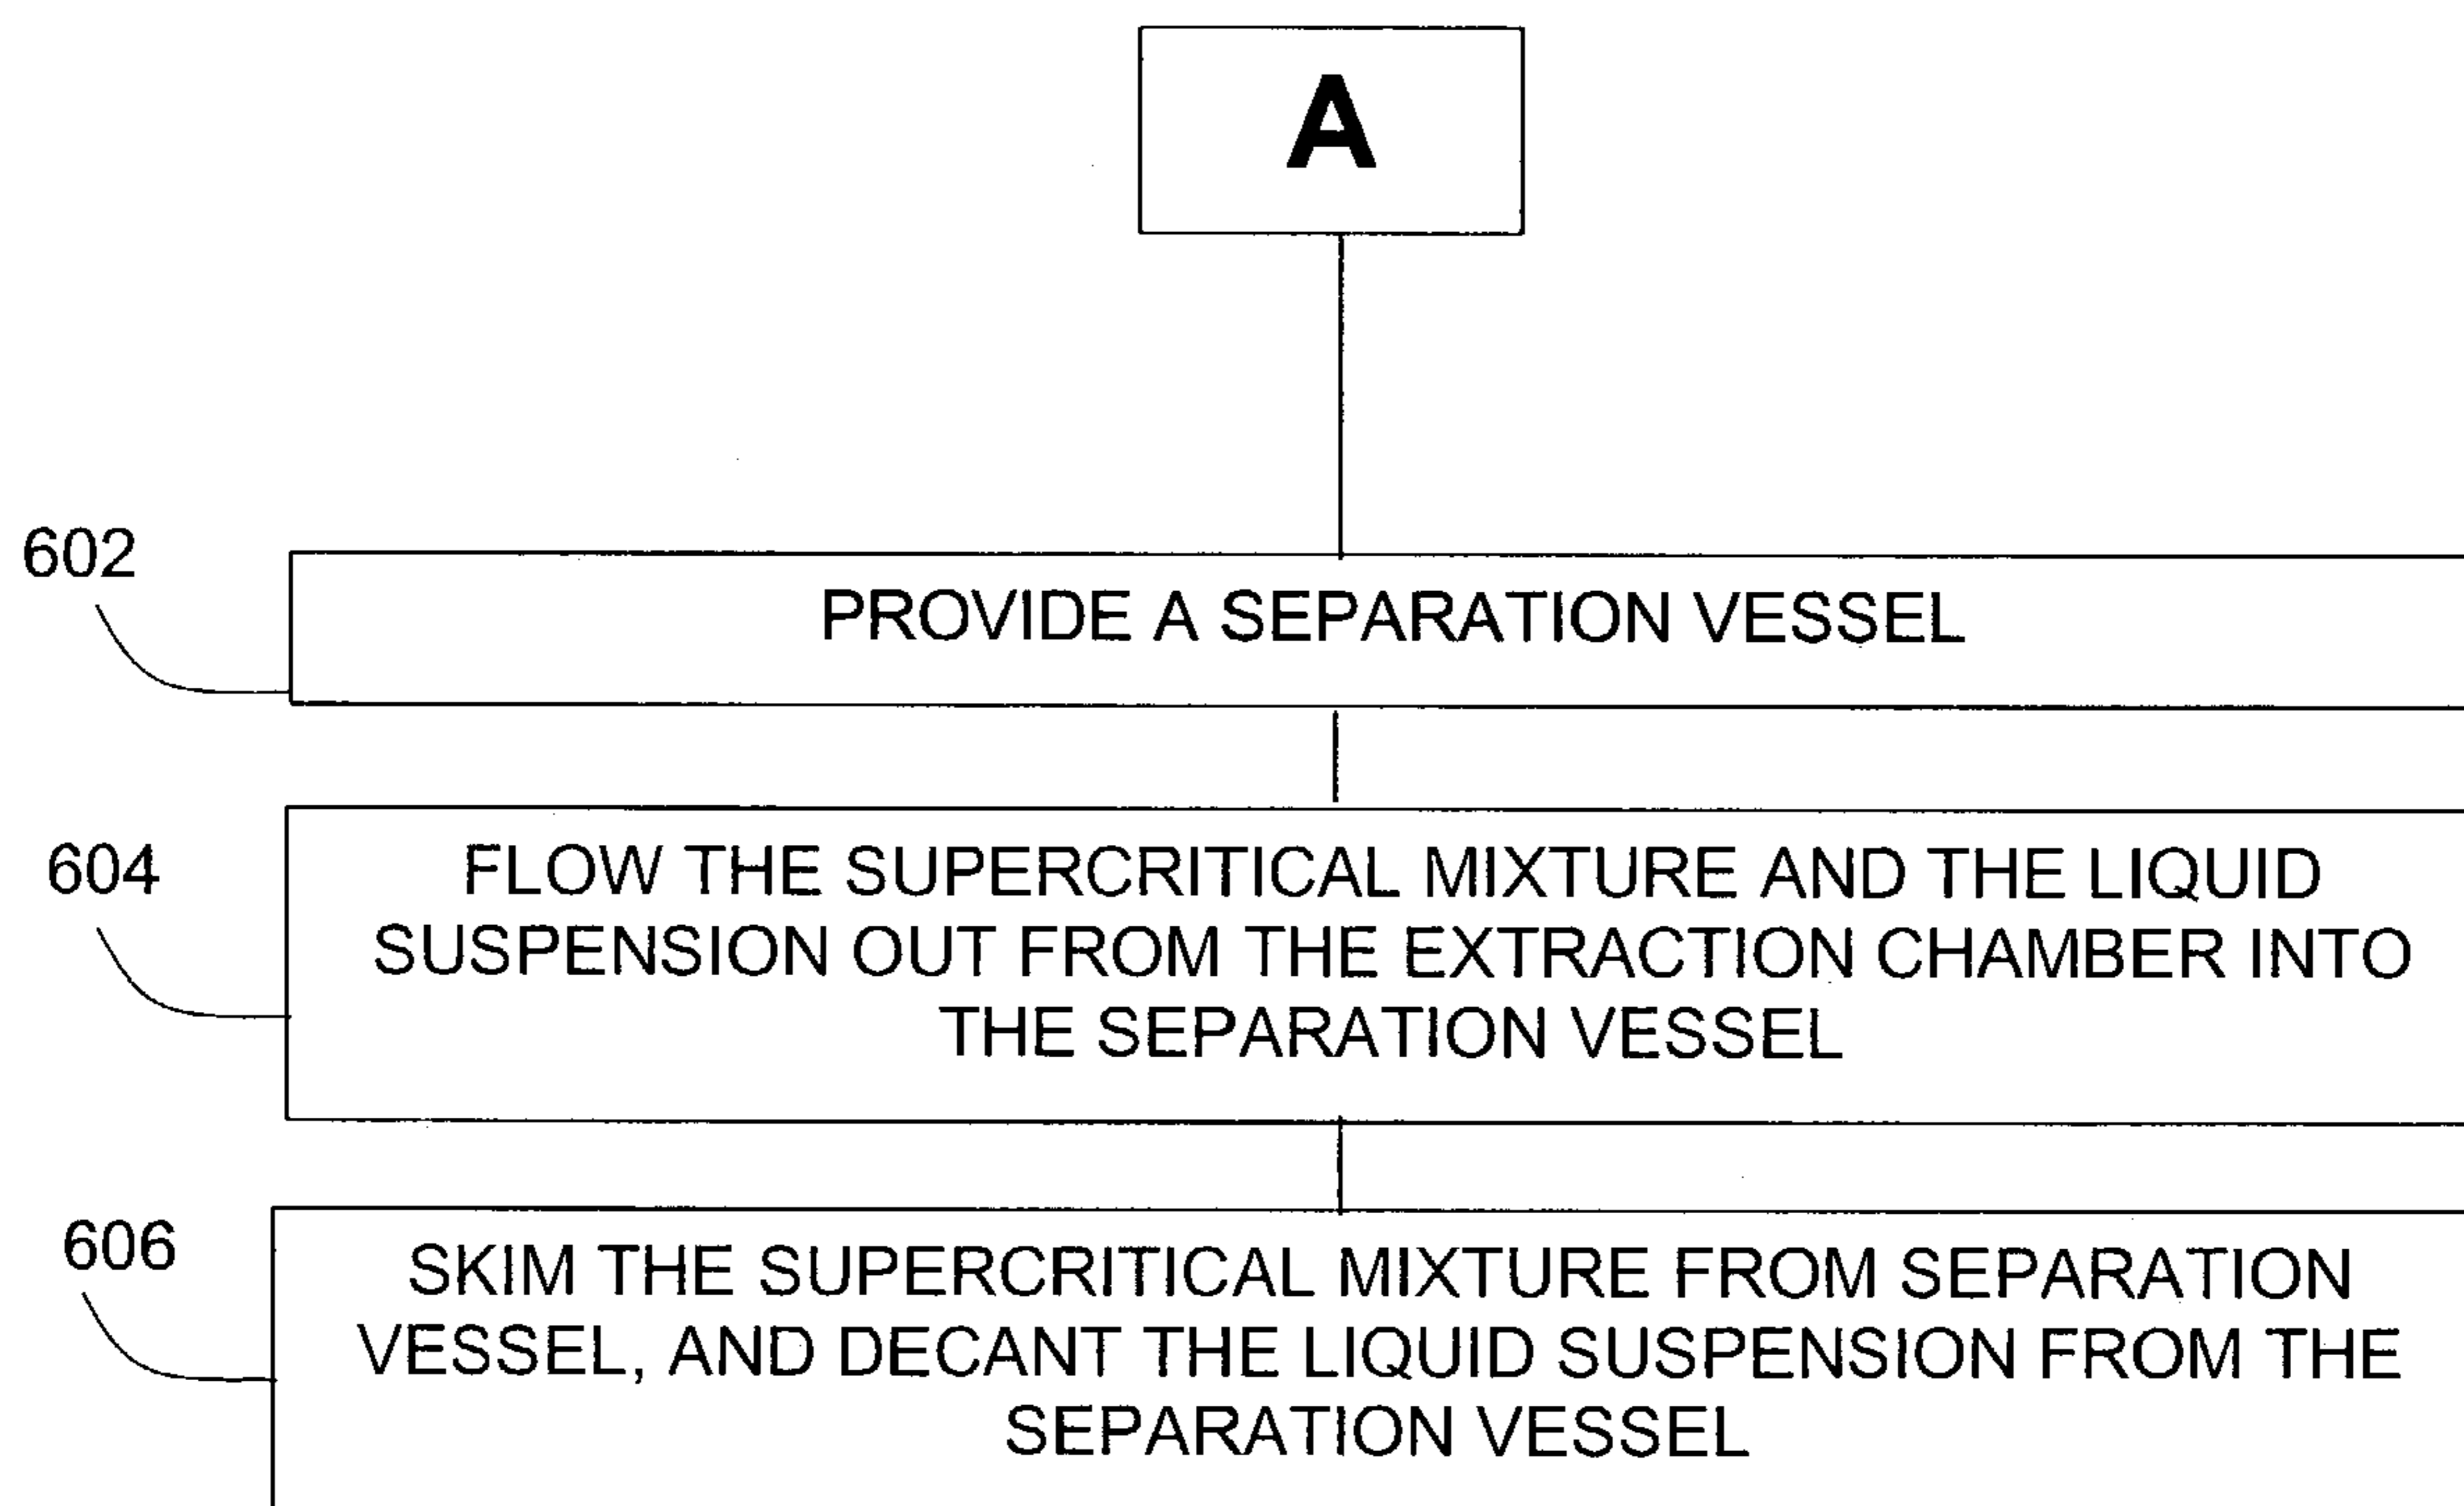 A
602
PROVIDE A SEPARATION VESSEL
604
FLOW THE SUPERCRITICAL MIXTURE AND THE LIQUID
SUSPENSION OUT FROM THE EXTRACTION CHAMBER INTO
THE SEPARATION VESSEL
606
SKIM THE SUPERCRITICAL MIXTURE FROM SEPARATION
VESSEL, AND DECANT THE LIQUID SUSPENSION FROM THE
SEPARATION VESSEL